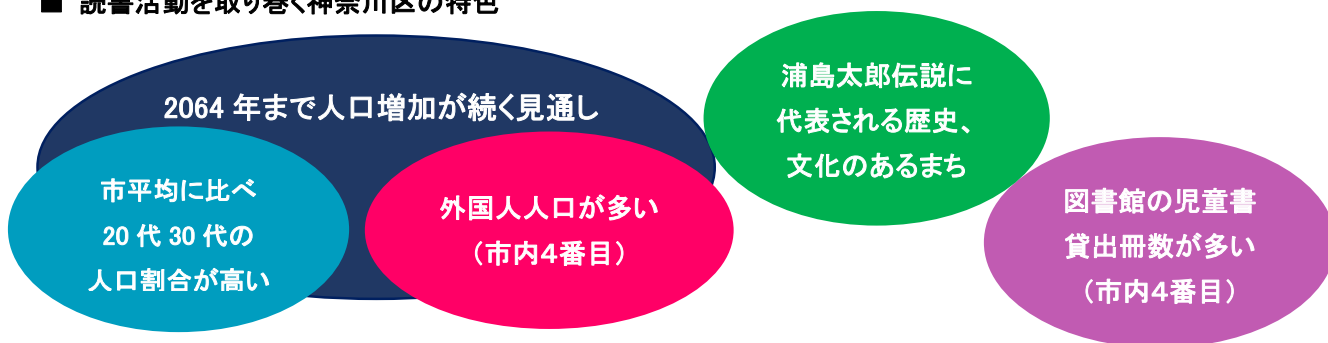 ■ 読書活動を取り巻く神奈川区の特色
2064 年まで人口増加が続く見通し
市平均に比べ
20 代 30 代の
人口割合が高い
外国人人口が多い
（市内4番目）
浦島太郎伝説に
代表される歴史、
文化のあるまち
図書館の児童書
貸出冊数が多い
（市内4番目）